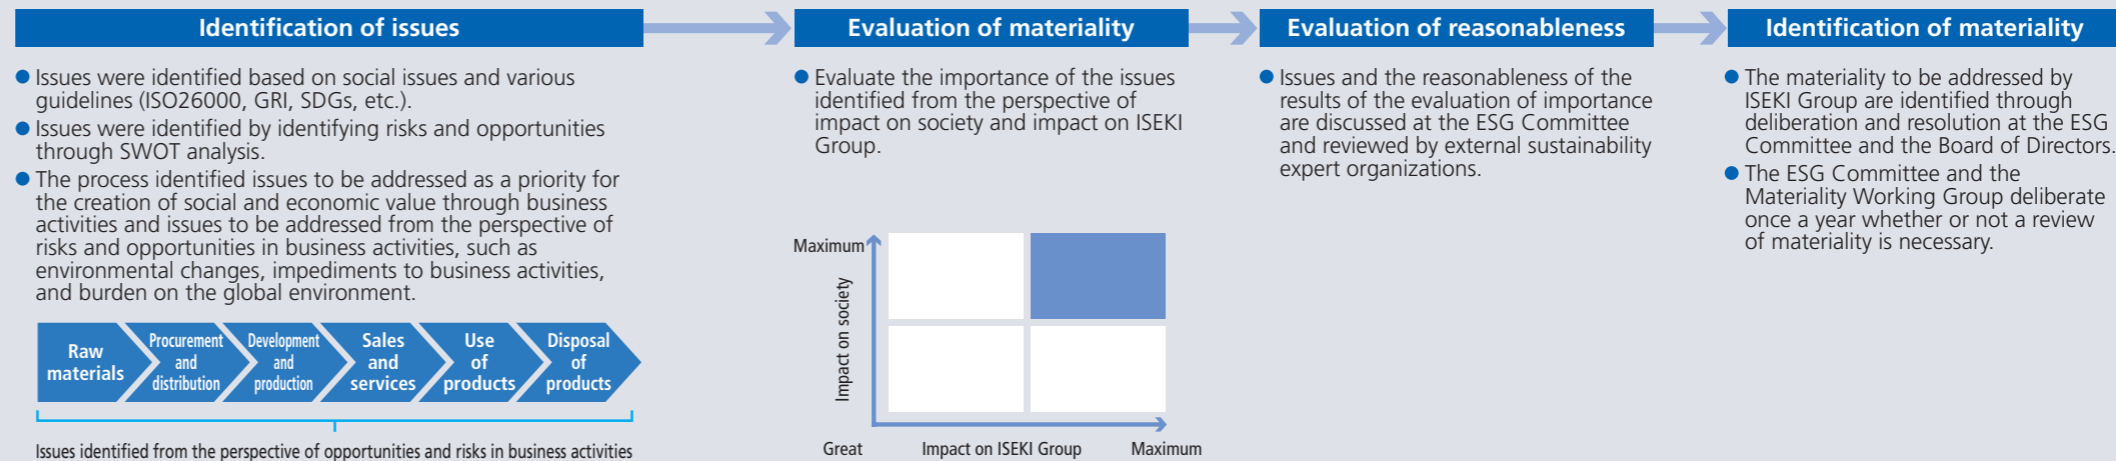 Identification of issues
● Issues were identified based on social issues and various
guidelines (ISO26000, GRI, SDGs, etc.).
● Issues were identified by identifying risks and opportunities
through SWOT analysis.
● The process identified issues to be addressed as a priority for
the creation of social and economic value through business
activities and issues to be addressed from the perspective of
risks and opportunities in business activities, such as
environmental changes, impediments to business activities,
and burden on the global environment.
Raw
materials
Procurement
and
distribution
Development
and
production
Sales
and
services
Use
of
products
Disposal
of
products
Issues identified from the perspective of opportunities and risks in business activities
Evaluation of materiality
● Evaluate the importance of the issues
identified from the perspective of
impact on society and impact on ISEKI
Group.
Maximum
Impact on society
Great
Impact on ISEKI Group
Maximum
Evaluation of reasonableness
● Issues and the reasonableness of the
results of the evaluation of importance
are discussed at the ESG Committee
and reviewed by external sustainability
expert organizations.
Identification of materiality
● The materiality to be addressed by
ISEKI Group are identified through
deliberation and resolution at the ESG
Committee and the Board of Directors.
● The ESG Committee and the
Materiality Working Group deliberate
once a year whether or not a review
of materiality is necessary.